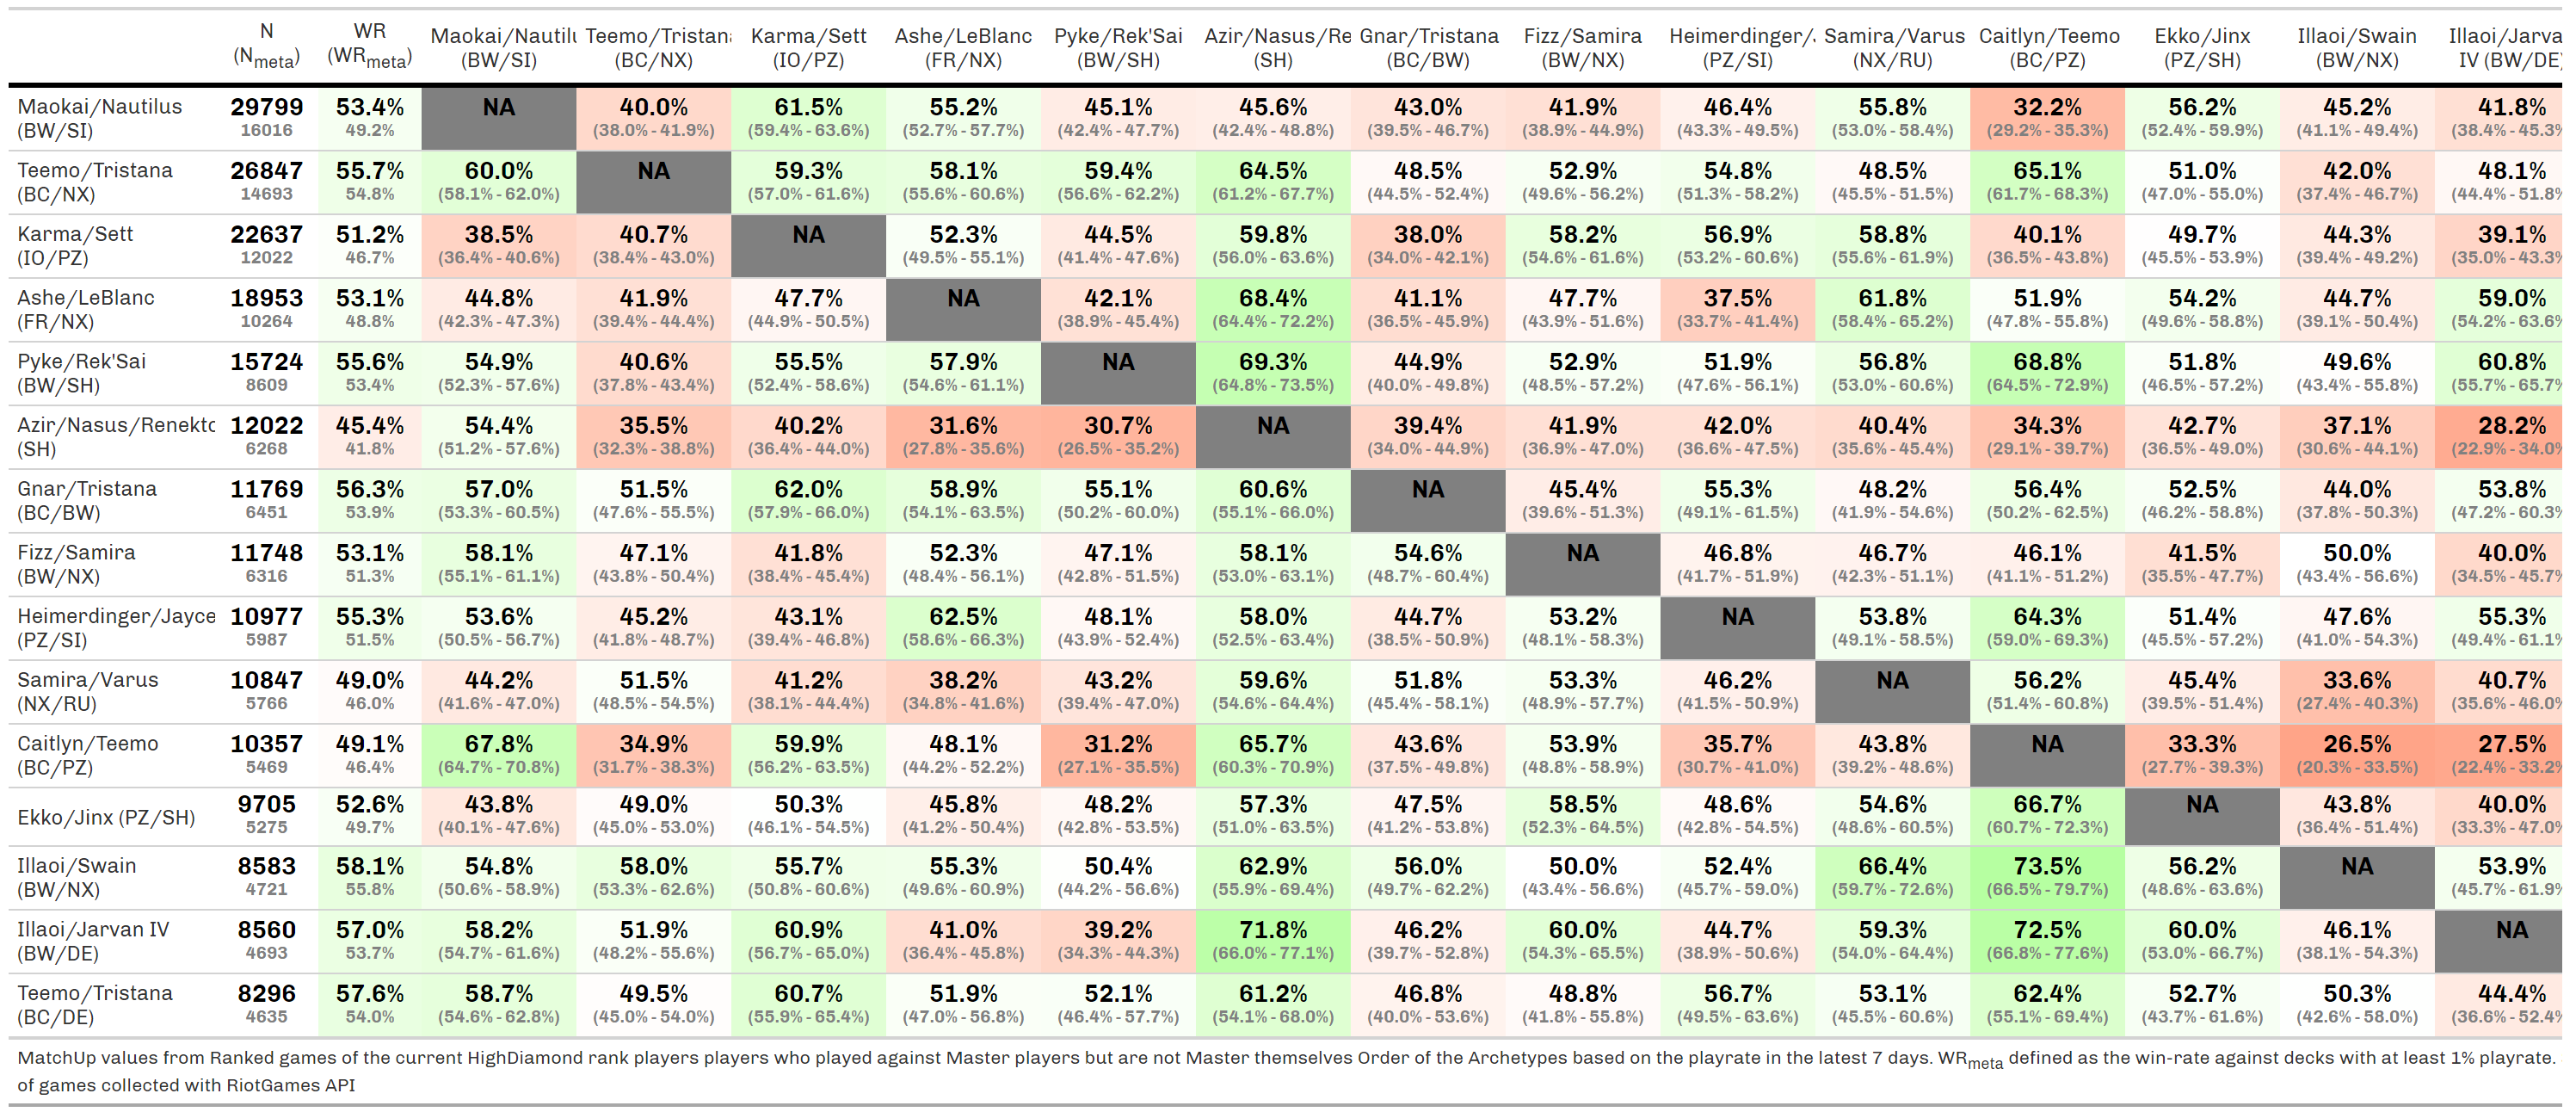 N WR Maokai/Nautilu Teemo/Tristana Karma/Sett Ashe/LeBlanc Pyke/Rek'Sai Azir/Nasus/Re Gnar/Tristana Fizz/Samira Heimerdinger/J Samira/Varus Caitlyn/Teemo Ekko/Jinx Illaoi/Swain Illaoi/Jarva
(Nmeta) (WRmeta) (BW/SI) (BC/NX) (IO/PZ) (FR/NX) (BW/SH) (SH) (BC/BW) (BW/NX) (PZ/SI) (NX/RU) (BC/PZ) (PZ/SH) (BW/NX) IV (BW/DE)
Maokai/Nautilus 29799 53.4% NA 40.0% 61.5% 55.2% 45.1% 45.6% 43.0% 41.9% 46.4% 55.8% 32.2% 56.2% 45.2% 41.8%
(BW/SI) 16016 49.2% (38.0% - 41.9%) (59.4% - 63.6%) (52.7% - 57.7%) (42.4% - 47.7%) (42.4% - 48.8%) (39.5% - 46.7%) (38.9% - 44.9%) (43.3% - 49.5%) (53.0% - 58.4%) (29.2% - 35.3%) (52.4% - 59.9%) (41.1% - 49.4%) (38.4% - 45.3%
Teemo/Tristana 26847 55.7% 60.0% NA 59.3% 58.1% 59.4% 64.5% 48.5% 52.9% 54.8% 48.5% 65.1% 51.0% 42.0% 48.1%
(BC/NX) 14693 54.8% (58.1% - 62.0%) (57.0% - 61.6%) (55.6% - 60.6%) (56.6% - 62.2%) (61.2% - 67.7%) (44.5% - 52.4%) (49.6% - 56.2%) (51.3% - 58.2%) (45.5% - 51.5%) (61.7% - 68.3%) (47.0% - 55.0%) (37.4% - 46.7%) (44.4% - 51.8%
Karma/Sett 22637 51.2% 38.5% 40.7% NA 52.3% 44.5% 59.8% 38.0% 58.2% 56.9% 58.8% 40.1% 49.7% 44.3% 39.1%
(IO/PZ) 12022 46.7% (36.4% - 40.6%) (38.4% - 43.0%) (49.5% - 55.1%) (41.4% - 47.6%) (56.0% - 63.6%) (34.0% - 42.1%) (54.6% - 61.6%) (53.2% - 60.6%) (55.6% - 61.9%) (36.5% - 43.8%) (45.5% - 53.9%) (39.4% - 49.2%) (35.0% - 43.3%
Ashe/LeBlanc 18953 53.1% 44.8% 41.9% 47.7% NA 42.1% 68.4% 41.1% 47.7% 37.5% 61.8% 51.9% 54.2% 44.7% 59.0%
(FR/NX) 10264 48.8% (42.3% - 47.3%) (39.4% - 44.4%) (44.9% - 50.5%) (38.9% - 45.4%) (64.4% - 72.2%) (36.5% - 45.9%) (43.9% - 51.6%) (33.7% - 41.4%) (58.4% - 65.2%) (47.8% - 55.8%) (49.6% - 58.8%) (39.1% - 50.4%) (54.2% - 63.6%
Pyke/Rek'Sai 15724 55.6% 54.9% 40.6% 55.5% 57.9% NA 69.3% 44.9% 52.9% 51.9% 56.8% 68.8% 51.8% 49.6% 60.8%
(BW/SH) 8609 53.4% (52.3% - 57.6%) (37.8% - 43.4%) (52.4% - 58.6%) (54.6% - 61.1%) (64.8% - 73.5%) (40.0% - 49.8%) (48.5% - 57.2%) (47.6% - 56.1%) (53.0% - 60.6%) (64.5% - 72.9%) (46.5% - 57.2%) (43.4% - 55.8%) (55.7% - 65.7%
Azir/Nasus/Renekto 12022 45.4% 54.4% 35.5% 40.2% 31.6% 30.7% NA 39.4% 41.9% 42.0% 40.4% 34.3% 42.7% 37.1% 28.2%
(SH) 6268 41.8% (51.2% - 57.6%) (32.3% - 38.8%) (36.4% - 44.0%) (27.8% - 35.6%) (26.5% - 35.2%) (34.0% - 44.9%) (36.9% - 47.0%) (36.6% - 47.5%) (35.6% - 45.4%) (29.1% - 39.7%) (36.5% - 49.0%) (30.6% - 44.1%) (22.9% - 34.0%
Gnar/Tristana 11769 56.3% 57.0% 51.5% 62.0% 58.9% 55.1% 60.6% NA 45.4% 55.3% 48.2% 56.4% 52.5% 44.0% 53.8%
(BC/BW) 6451 53.9% (53.3% - 60.5%) (47.6% - 55.5%) (57.9% - 66.0%) (54.1% - 63.5%) (50.2% - 60.0%) (55.1% - 66.0%) (39.6% - 51.3%) (49.1% - 61.5%) (41.9% - 54.6%) (50.2% - 62.5%) (46.2% - 58.8%) (37.8% - 50.3%) (47.2% - 60.3%
Fizz/Samira 11748 53.1% 58.1% 47.1% 41.8% 52.3% 47.1% 58.1% 54.6% NA 46.8% 46.7% 46.1% 41.5% 50.0% 40.0%
(BW/NX) 6316 51.3% (55.1% - 61.1%) (43.8% - 50.4%) (38.4% - 45.4%) (48.4% - 56.1%) (42.8% - 51.5%) (53.0% - 63.1%) (48.7% - 60.4%) (41.7% - 51.9%) (42.3% - 51.1%) (41.1% - 51.2%) (35.5% - 47.7%) (43.4% - 56.6%) (34.5% - 45.7%
Heimerdinger/Jayce 10977 55.3% 53.6% 45.2% 43.1% 62.5% 48.1% 58.0% 44.7% 53.2% NA 53.8% 64.3% 51.4% 47.6% 55.3%
(PZ/SI) 5987 51.5% (50.5% - 56.7%) (41.8% - 48.7%) (39.4% - 46.8%) (58.6% - 66.3%) (43.9% - 52.4%) (52.5% - 63.4%) (38.5% - 50.9%) (48.1% - 58.3%) (49.1% - 58.5%) (59.0% - 69.3%) (45.5% - 57.2%) (41.0% - 54.3%) (49.4% - 61.1%
Samira/Varus 10847 49.0% 44.2% 51.5% 41.2% 38.2% 43.2% 59.6% 51.8% 53.3% 46.2% NA 56.2% 45.4% 33.6% 40.7%
(NX/RU) 5766 46.0% (41.6% - 47.0%) (48.5% - 54.5%) (38.1% - 44.4%) (34.8% - 41.6%) (39.4% - 47.0%) (54.6% - 64.4%) (45.4% - 58.1%) (48.9% - 57.7%) (41.5% - 50.9%) (51.4% - 60.8%) (39.5% - 51.4%) (27.4% - 40.3%) (35.6% - 46.0%
Caitlyn/Teemo 10357 49.1% 67.8% 34.9% 59.9% 48.1% 31.2% 65.7% 43.6% 53.9% 35.7% 43.8% NA 33.3% 26.5% 27.5%
(BC/PZ) 5469 46.4% (64.7% - 70.8%) (31.7% - 38.3%) (56.2% - 63.5%) (44.2% - 52.2%) (27.1% - 35.5%) (60.3% - 70.9%) (37.5% - 49.8%) (48.8% - 58.9%) (30.7% - 41.0%) (39.2% - 48.6%) (27.7% - 39.3%) (20.3% - 33.5%) (22.4% - 33.2%
Ekko/Jinx (PZ/SH) 9705 52.6% 43.8% 49.0% 50.3% 45.8% 48.2% 57.3% 47.5% 58.5% 48.6% 54.6% 66.7% NA 43.8% 40.0%
5275 49.7% (40.1% - 47.6%) (45.0% - 53.0%) (46.1% - 54.5%) (41.2% - 50.4%) (42.8% - 53.5%) (51.0% - 63.5%) (41.2% - 53.8%) (52.3% - 64.5%) (42.8% - 54.5%) (48.6% - 60.5%) (60.7% - 72.3%) (36.4% - 51.4%) (33.3% - 47.0%
Illaoi/Swain 8583 58.1% 54.8% 58.0% 55.7% 55.3% 50.4% 62.9% 56.0% 50.0% 52.4% 66.4% 73.5% 56.2% NA 53.9%
(BW/NX) 4721 55.8% (50.6% - 58.9%) (53.3% - 62.6%) (50.8% - 60.6%) (49.6% - 60.9%) (44.2% - 56.6%) (55.9% - 69.4%) (49.7% - 62.2%) (43.4% - 56.6%) (45.7% - 59.0%) (59.7% - 72.6%) (66.5% - 79.7%) (48.6% - 63.6%) (45.7% - 61.9%
Illaoi/Jarvan IV 8560 57.0% 58.2% 51.9% 60.9% 41.0% 39.2% 71.8% 46.2% 60.0% 44.7% 59.3% 72.5% 60.0% 46.1% NA
(BW/DE) 4693 53.7% (54.7% - 61.6%) (48.2% - 55.6%) (56.7% - 65.0%) (36.4% - 45.8%) (34.3% - 44.3%) (66.0% - 77.1%) (39.7% - 52.8%) (54.3% - 65.5%) (38.9% - 50.6%) (54.0% - 64.4%) (66.8% - 77.6%) (53.0% - 66.7%) (38.1% - 54.3%)
Teemo/Tristana 8296 57.6% 58.7% 49.5% 60.7% 51.9% 52.1% 61.2% 46.8% 48.8% 56.7% 53.1% 62.4% 52.7% 50.3% 44.4%
(BC/DE) 4635 54.0% (54.6% - 62.8%) (45.0% - 54.0%) (55.9% - 65.4%) (47.0% - 56.8%) (46.4% - 57.7%) (54.1% - 68.0%) (40.0% - 53.6%) (41.8% - 55.8%) (49.5% - 63.6%) (45.5% - 60.6%) (55.1% - 69.4%) (43.7% - 61.6%) (42.6% - 58.0%) (36.6% - 52.4%
MatchUp values from Ranked games of the current HighDiamond rank players players who played against Master players but are not Master themselves Order of the Archetypes based on the playrate in the latest 7 days. WRmeta defined as the win-rate against decks with at least 1% playrate.
of games collected with RiotGames API